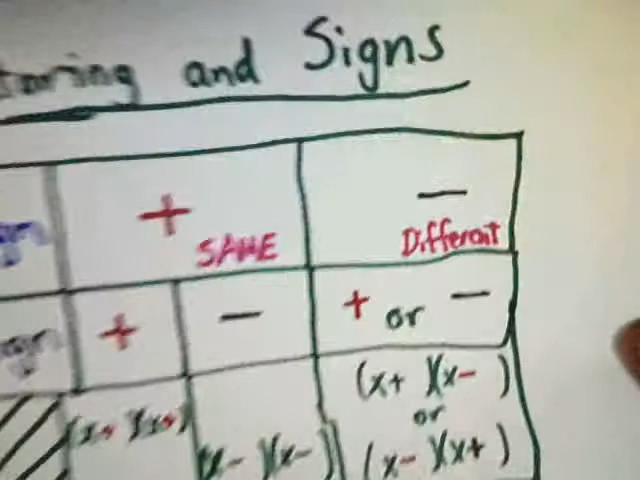 and Signs
+ SAME
— Different
+
—
+ or —
(x+ )(x+)
(x- )(x- )
(x+ )(x- )
or
(x- )(x+ )